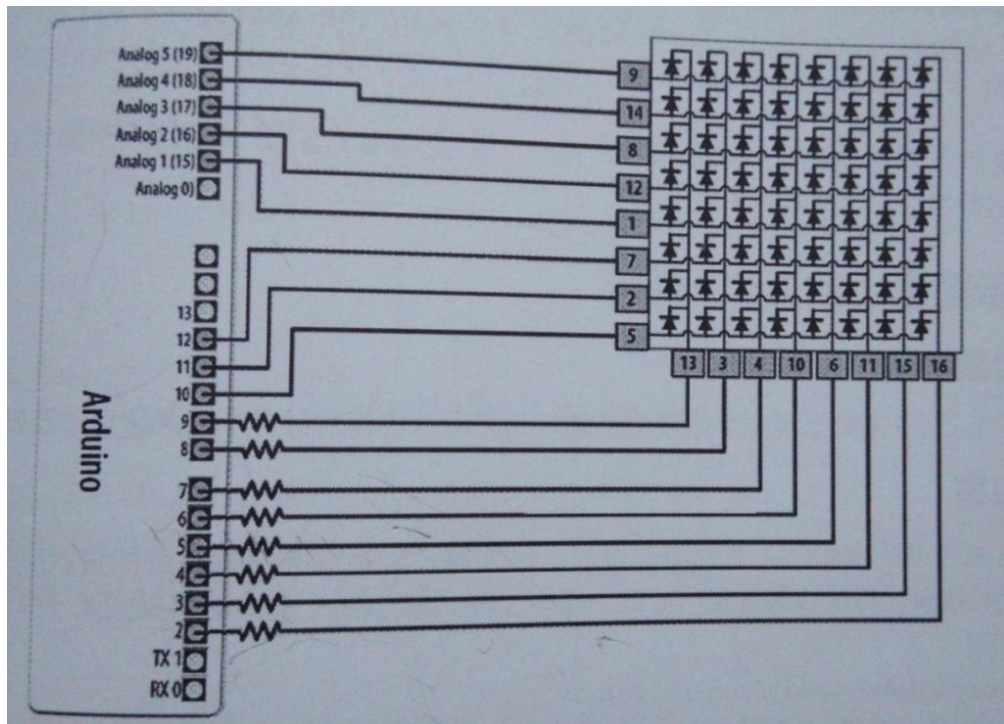 Analog 5 (19)
Analog 4 (18)
Analog 3 (17)
Analog 2 (16)
Analog 1 (15)
Analog 0)
13
12
11
10
9
8
7
6
5
4
3
2
TX 1
RX 0
Arduino
9
14
8
12
1
7
2
5
13 3 4 10 6 11 15 16